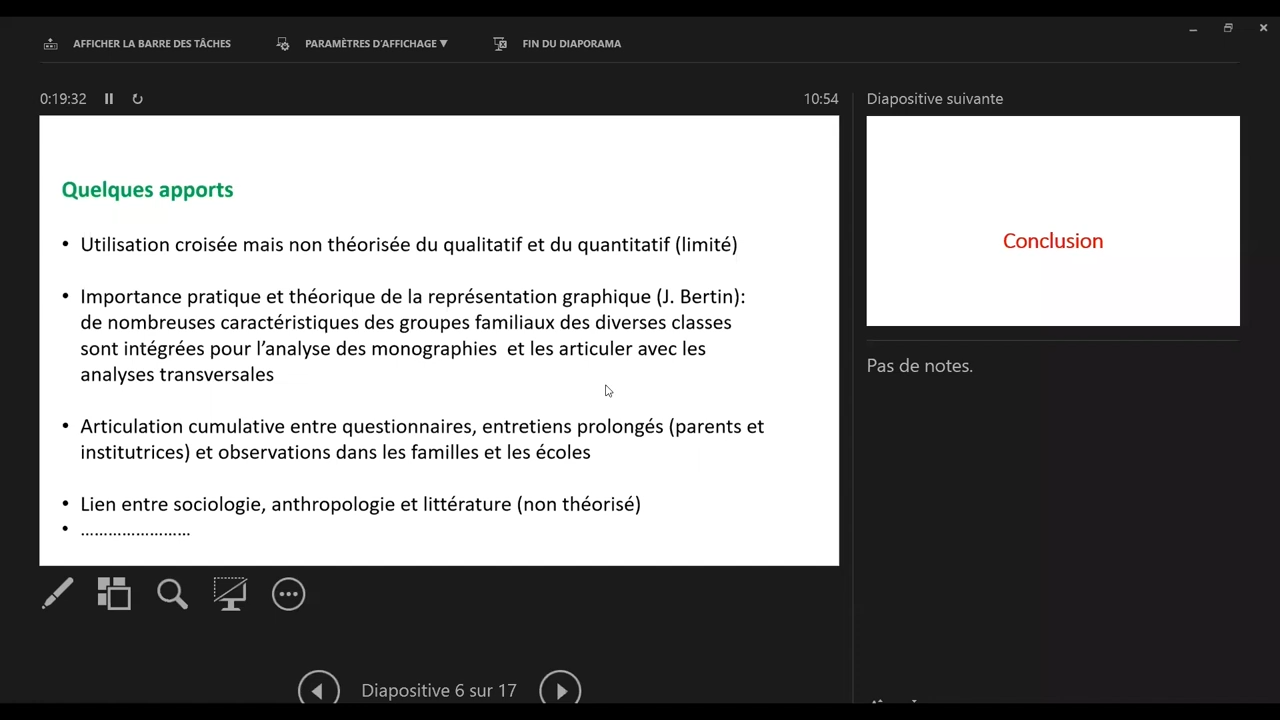 AFFICHER LA BARRE DES TÂCHES PARAMÈTRES D'AFFICHAGE ▼ FIN DU DIAPORAMA
0:19:32 10:54
Quelques apports
• Utilisation croisée mais non théorisée du qualitatif et du quantitatif (limité)
• Importance pratique et théorique de la représentation graphique (J. Bertin):
de nombreuses caractéristiques des groupes familiaux des diverses classes
sont intégrées pour l’analyse des monographies et les articuler avec les
analyses transversales
• Articulation cumulative entre questionnaires, entretiens prolongés (parents et
institutrices) et observations dans les familles et les écoles
• Lien entre sociologie, anthropologie et littérature (non théorisé)
• ……………………
Diapositive 6 sur 17
Diapositive suivante
Conclusion
Pas de notes.